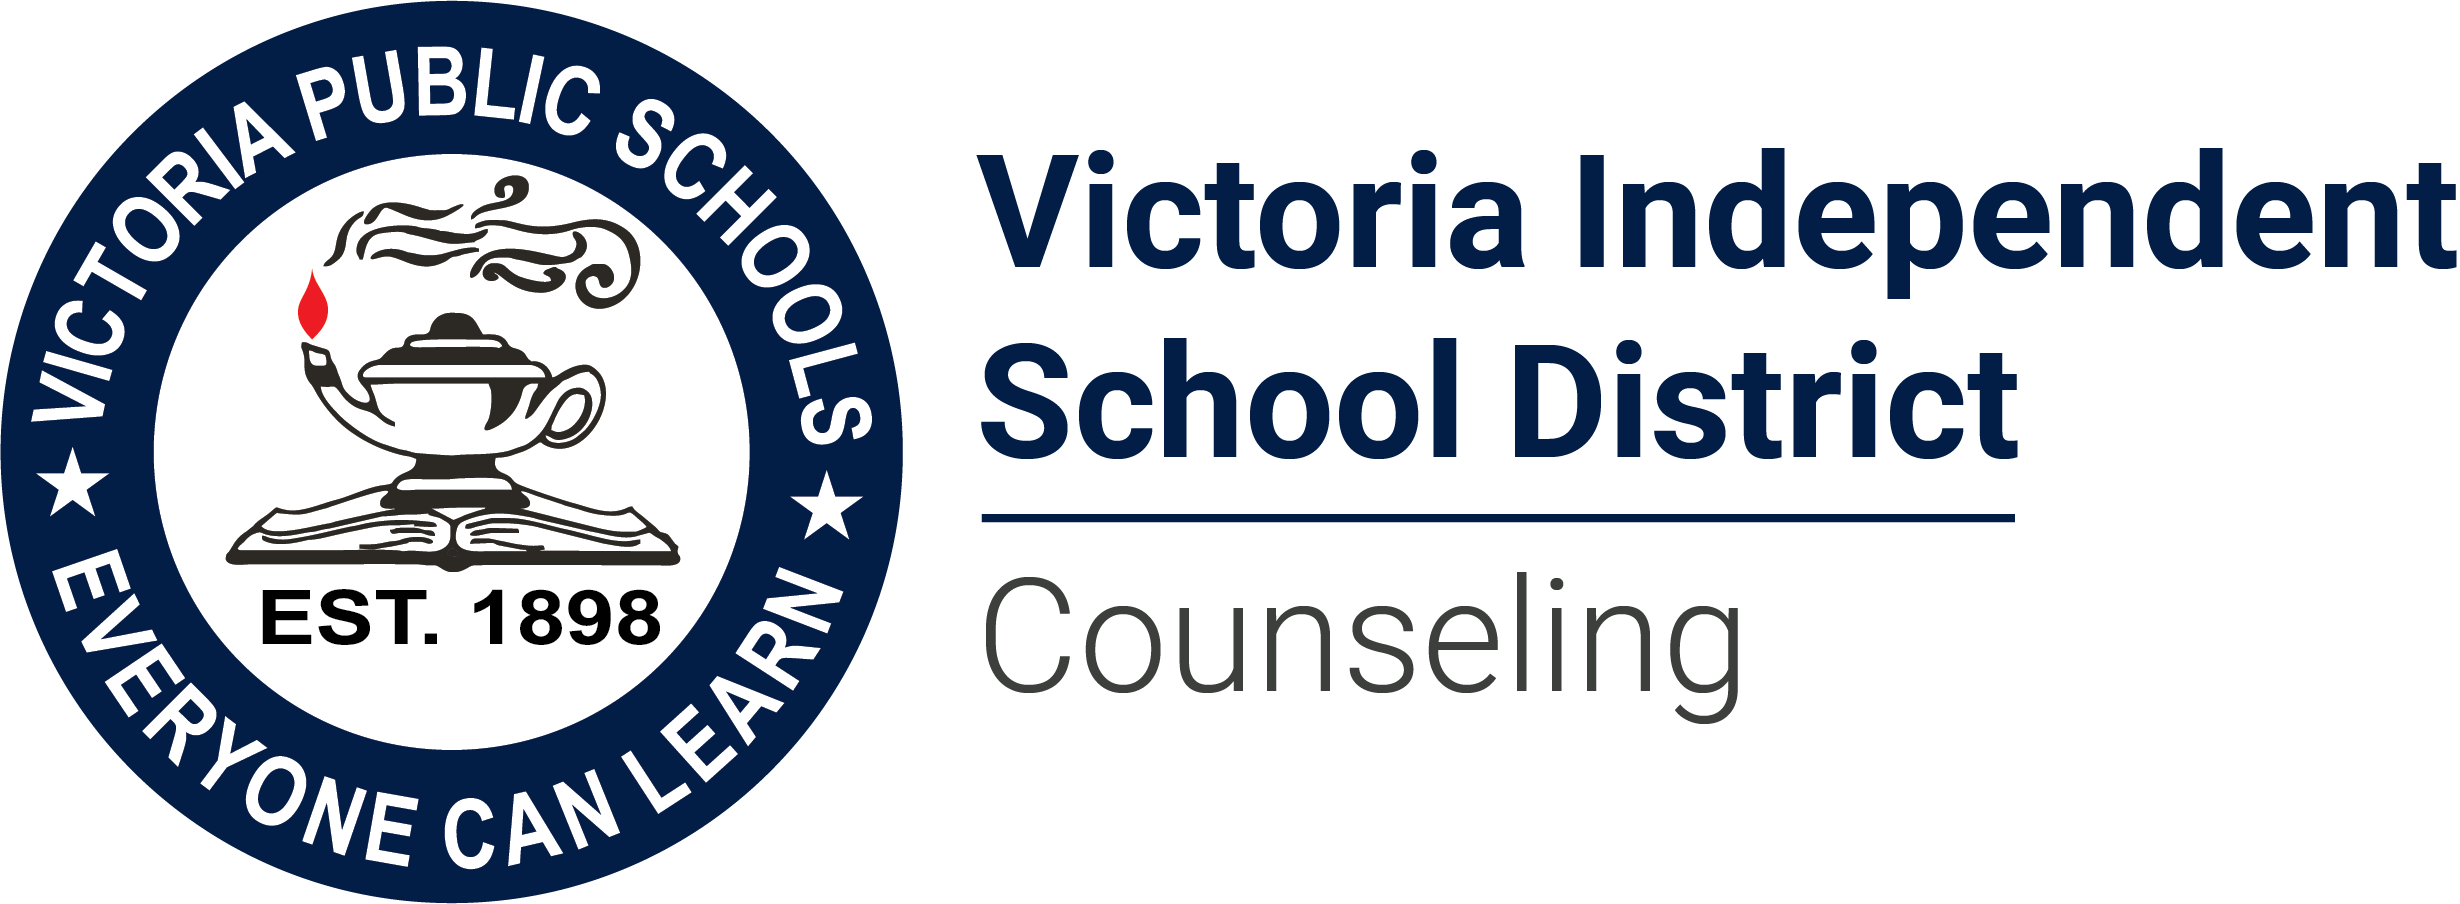 VICTORIA PUBLIC SCHOOLS
EVERYONE CAN LEARN
EST. 1898
Victoria Independent
School District
Counseling